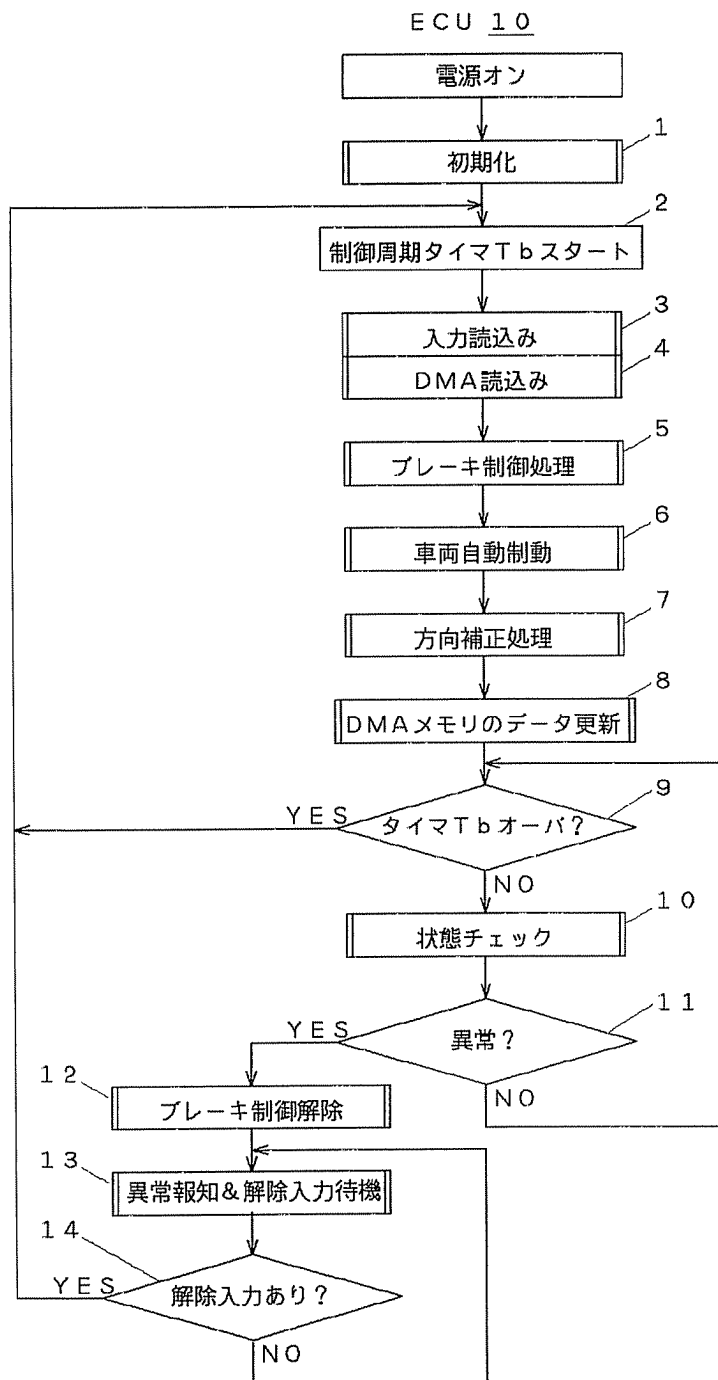 ECU 10
電源オン
1
初期化
2
制御周期タイマTbスタート
3
入力読込み
4
DMA読込み
5
ブレーキ制御処理
6
車両自動制動
7
方向補正処理
8
DMAメモリのデータ更新
9
YES
タイマTbオーバ?
NO
10
状態チェック
11
YES
異常?
NO
12
ブレーキ制御解除
13
異常報知&解除入力待機
14
YES
解除入力あり?
NO